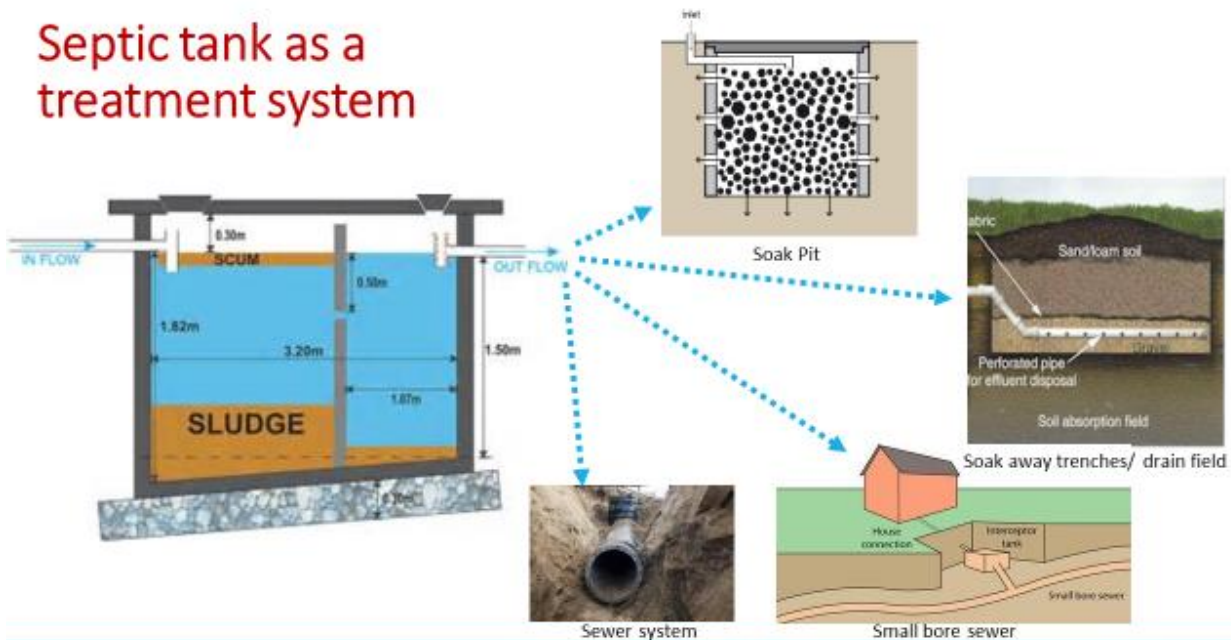 Septic tank as a
treatment system
inlet
Soak Pit
0.30m
IN FLOW
SCUM
OUT FLOW
0.50m
1.82m
3.20m
1.50m
1.07m
SLUDGE
Sand/loam soil
Gravel
Perforated pipe
for effluent disposal
Soil absorption field
Soak away trenches/ drain field
House
connection
Interceptor
tank
Small bore sewer
Sewer system
Small bore sewer